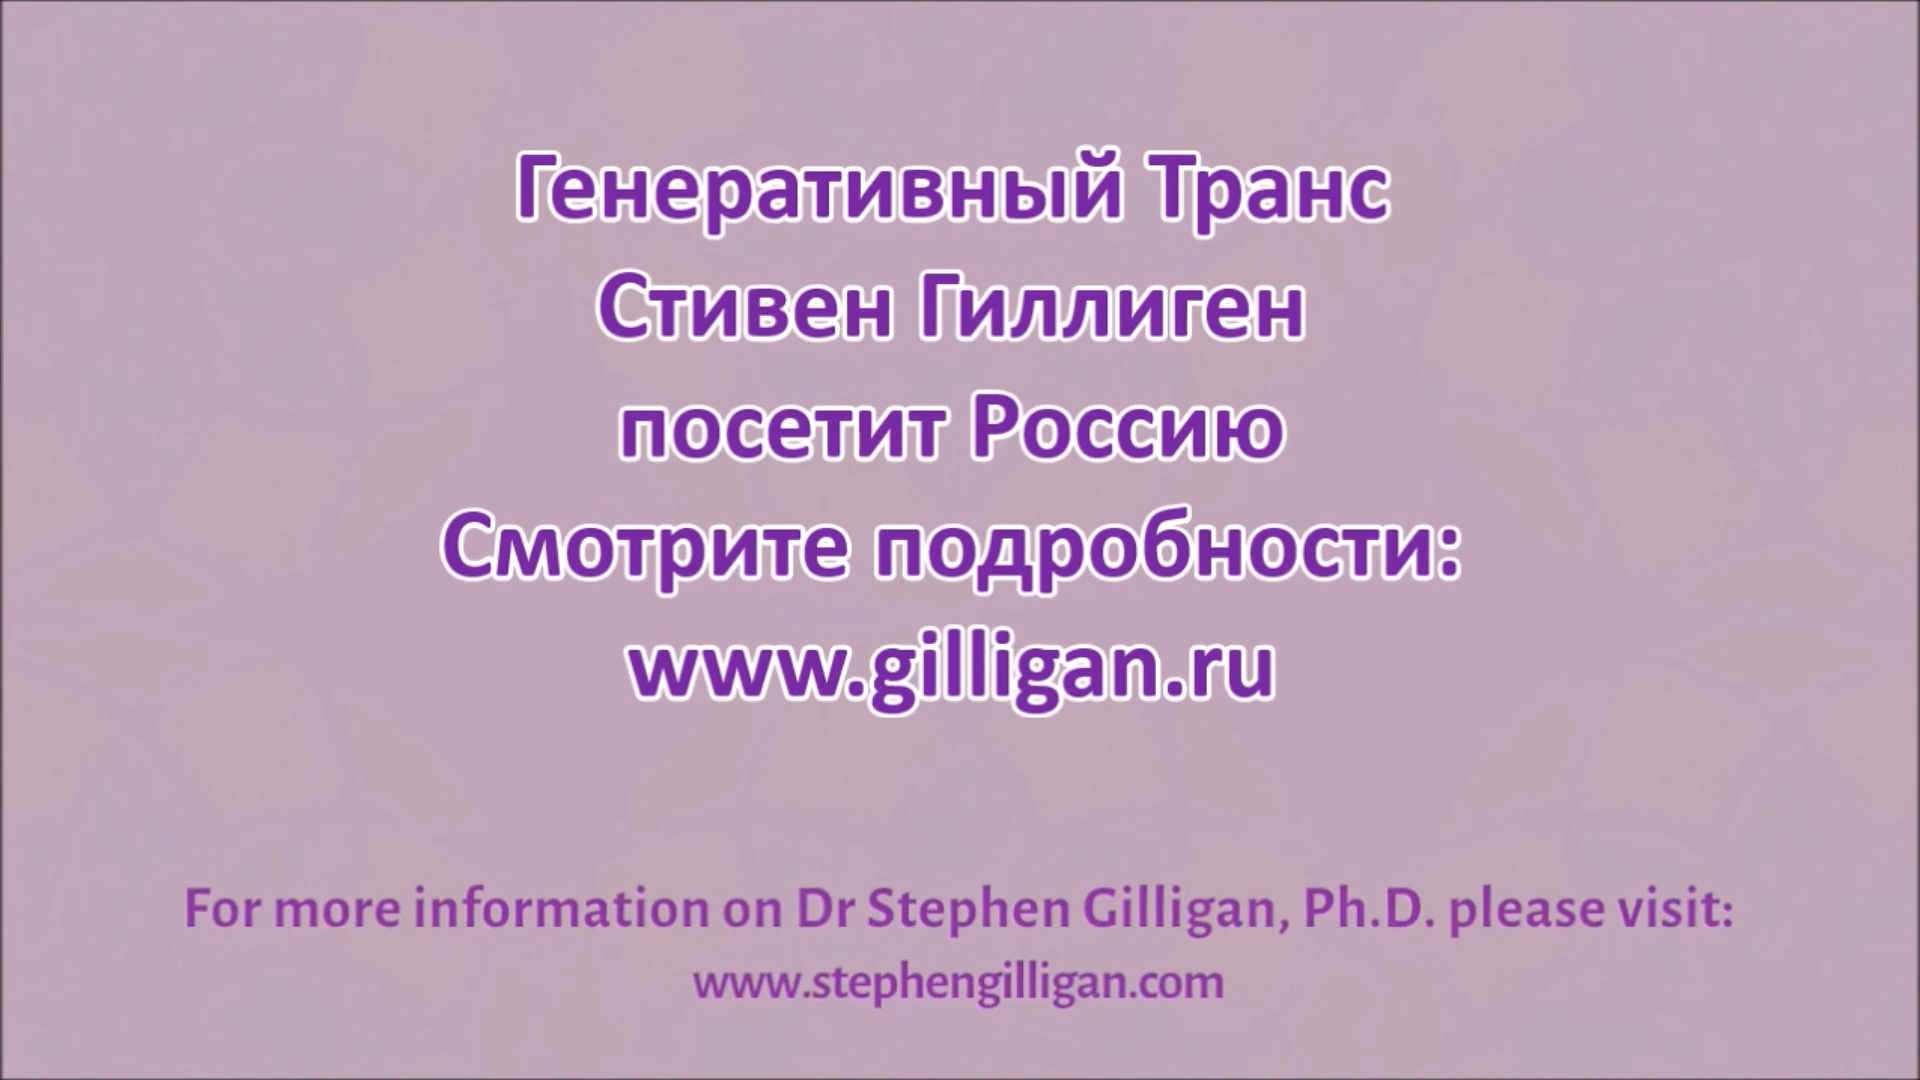 Генеративный Транс
Стивен Гиллиген
посетит Россию
Смотрите подробности:
www.gilligan.ru
For more information on Dr Stephen Gilligan, Ph.D. please visit:
www.stephengilligan.com